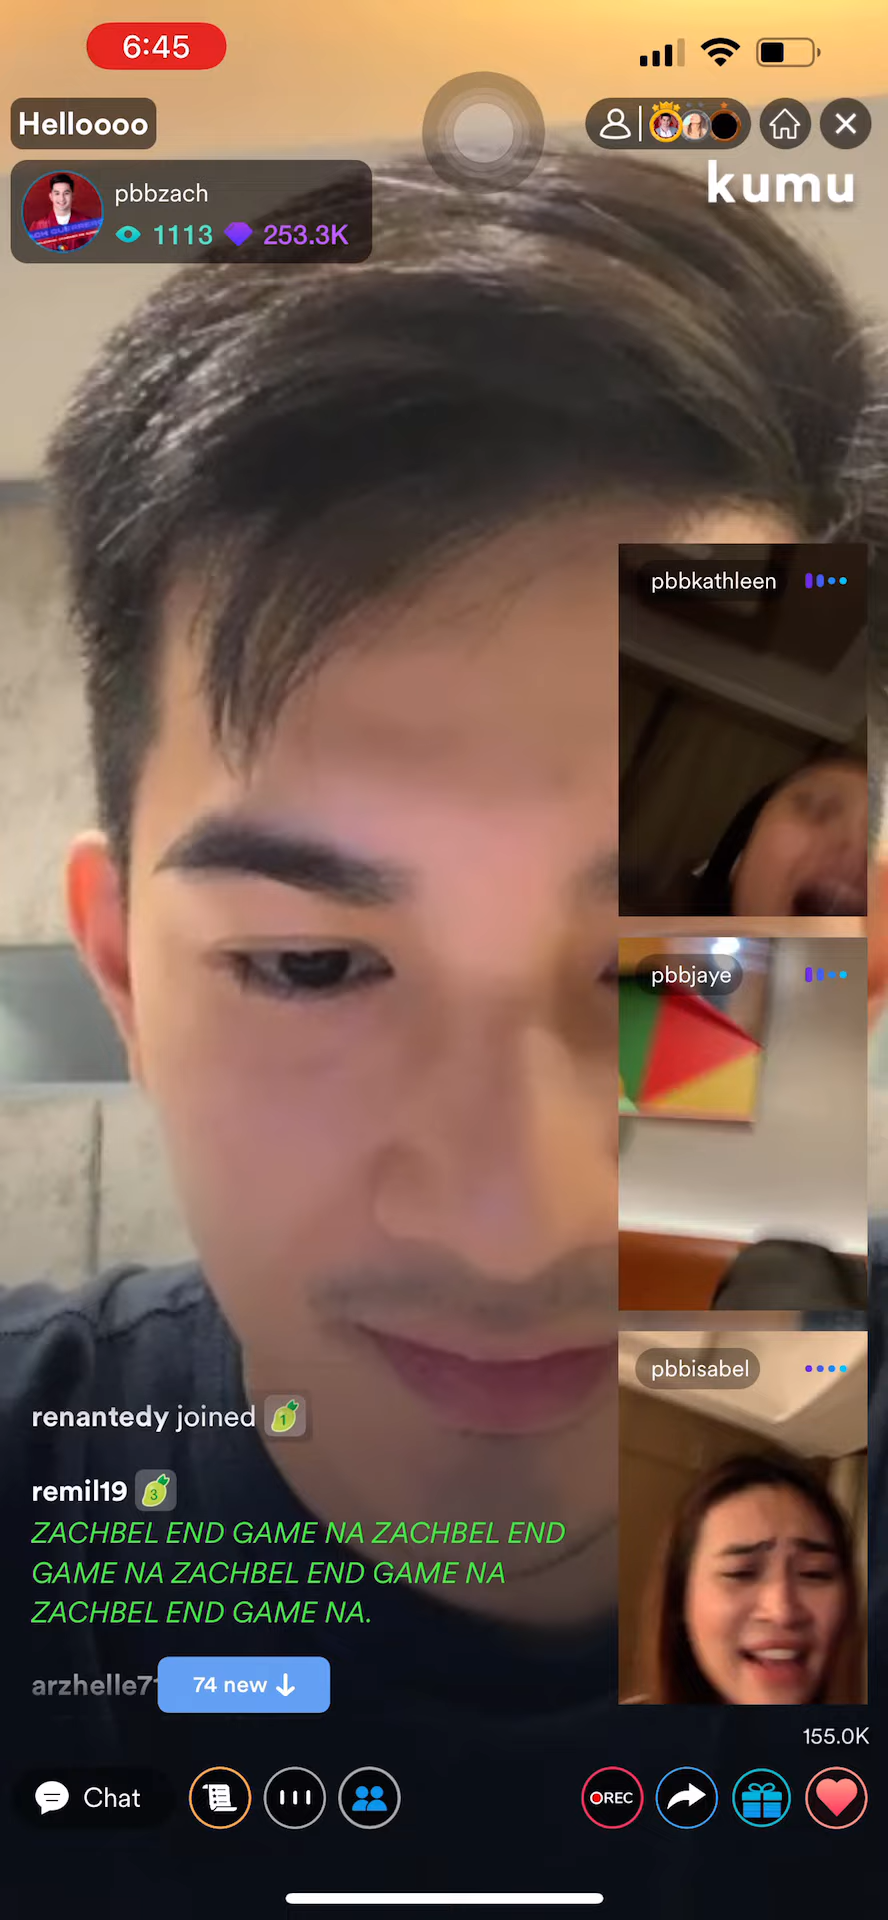 6:45
Helloooo
kumu
pbbzach
1113 253.3K
pbbkathleen
pbbjaye
pbbisabel
renantedy joined 1
remil19 3
ZACHBEL END GAME NA ZACHBEL END
GAME NA ZACHBEL END GAME NA
ZACHBEL END GAME NA.
arzhelle7
74 new
155.0K
Chat
REC